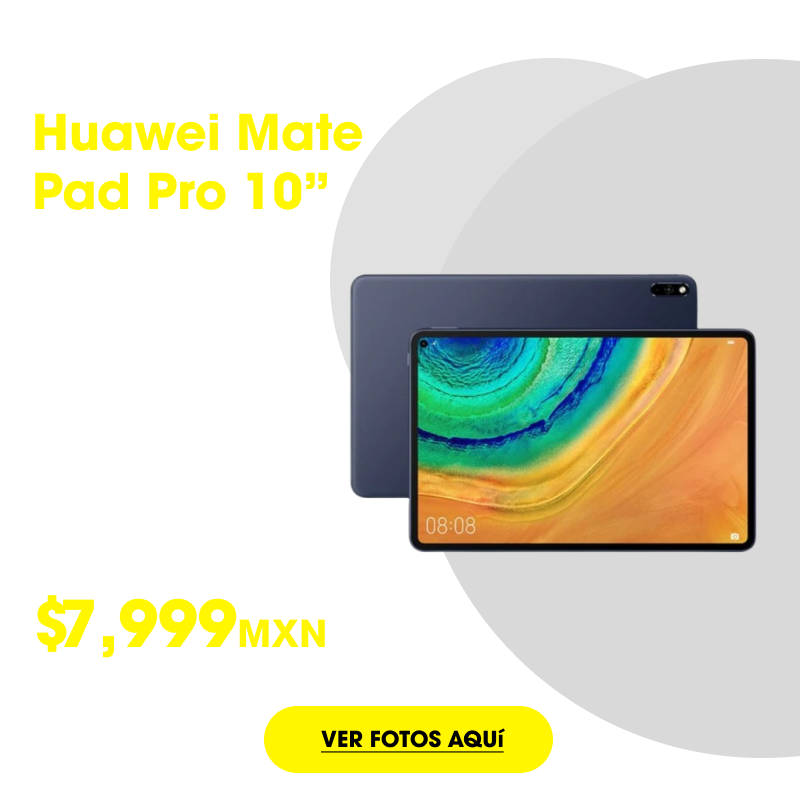 Huawei Mate
Pad Pro 10”
08:08
$7,999MXN
VER FOTOS AQUí